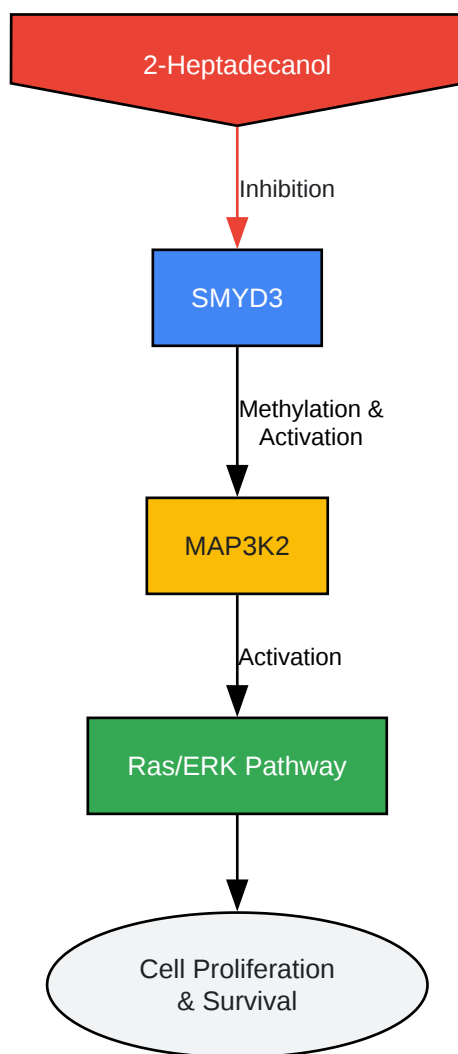 2-Heptadecanol
Inhibition
SMYD3
Methylation &
Activation
MAP3K2
Activation
Ras/ERK Pathway
Cell Proliferation
& Survival